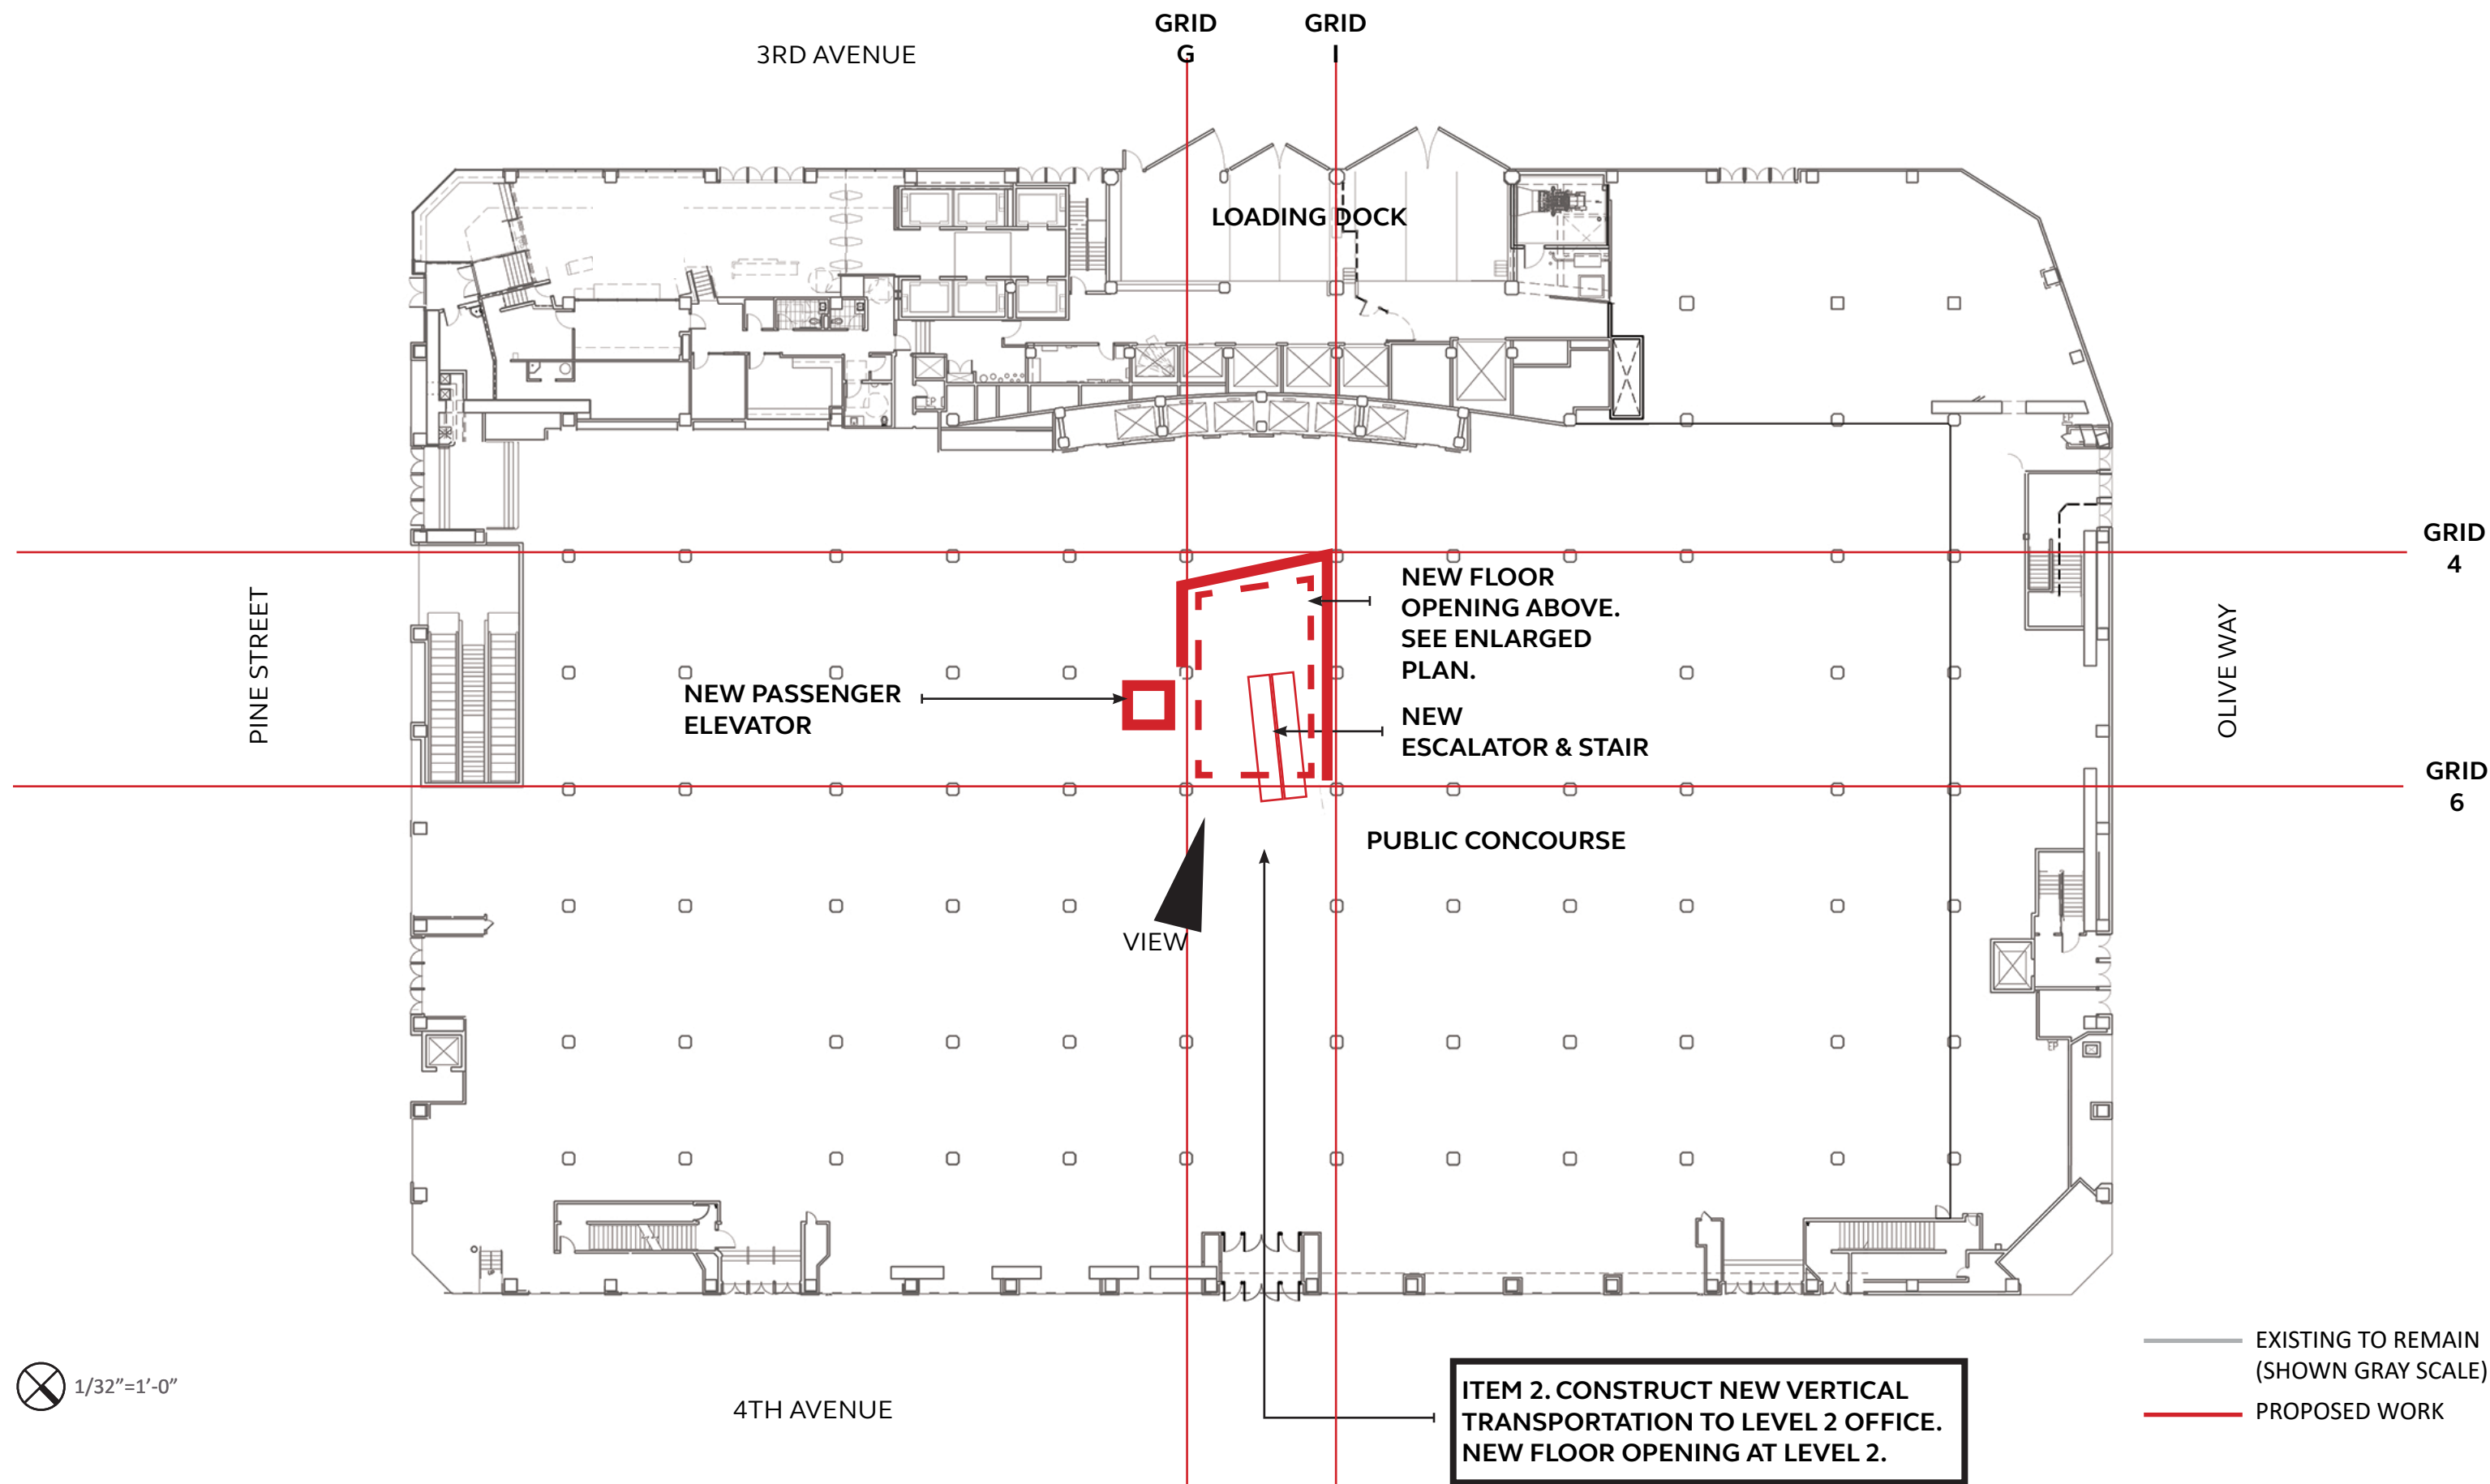 GRID
G
GRID
I
3RD AVENUE
LOADING DOCK
GRID
4
NEW FLOOR
OPENING ABOVE.
SEE ENLARGED
PLAN.
PINE STREET
OLIVE WAY
NEW PASSENGER
ELEVATOR
NEW
ESCALATOR & STAIR
GRID
6
PUBLIC CONCOURSE
VIEW
EXISTING TO REMAIN
(SHOWN GRAY SCALE)
PROPOSED WORK
1/32”=1’-0”
4TH AVENUE
ITEM 2. CONSTRUCT NEW VERTICAL
TRANSPORTATION TO LEVEL 2 OFFICE.
NEW FLOOR OPENING AT LEVEL 2.